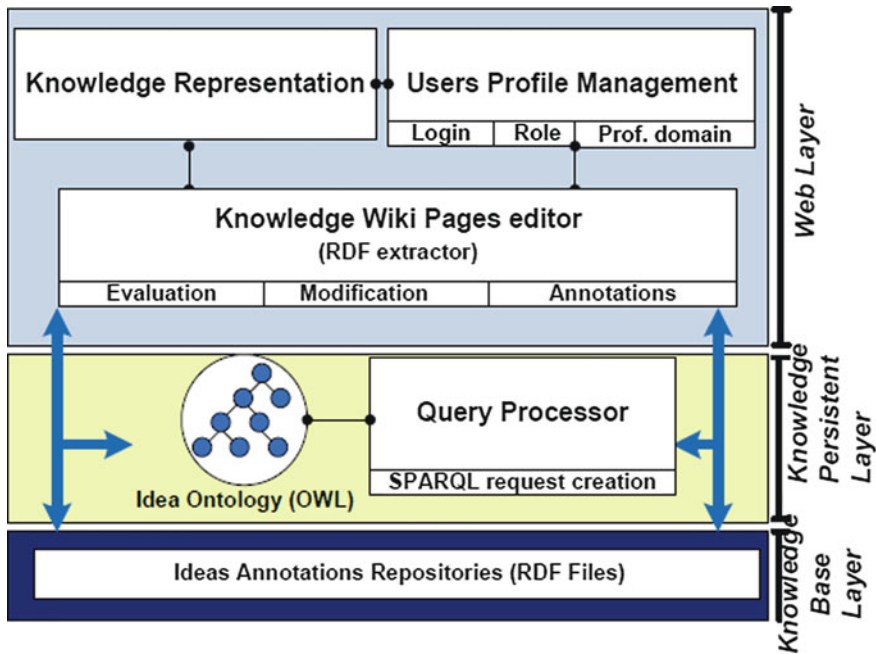 Knowledge Representation
Users Profile Management
Login
Role
Prof. domain
Knowledge Wiki Pages editor
(RDF extractor)
Evaluation
Modification
Annotations
Web Layer
Query Processor
SPARQL request creation
Idea Ontology (OWL)
Knowledge
Persistent
Layer
Ideas Annotations Repositories (RDF Files)
Knowledge
Base
Layer